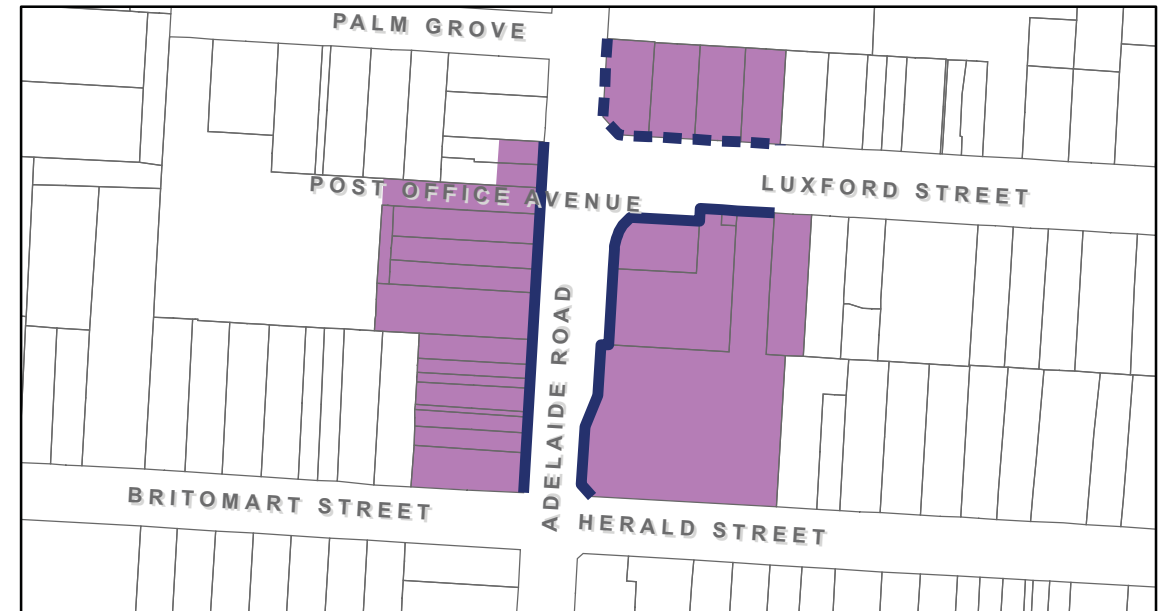 PALM GROVE
LUXFORD STREET
POST OFFICE AVENUE
ADELAIDE ROAD
BRITOMART STREET
HERALD STREET